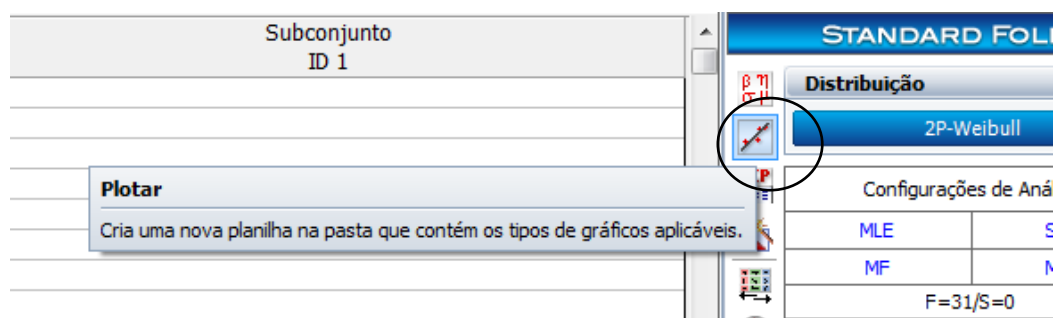 Subconjunto
ID 1
STANDARD FOL
β η
σ μ
Distribuição
2P-Weibull
Plotar
Cria uma nova planilha na pasta que contém os tipos de gráficos aplicáveis.
Configurações de Aná
MLE
S
MF
F=31/S=0